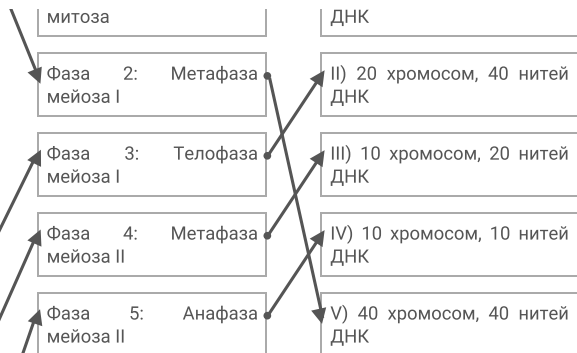 митоза
ДНК
Фаза 2: Метафаза
мейоза I
II) 20 хромосом, 40 нитей
ДНК
Фаза 3: Телофаза
мейоза I
III) 10 хромосом, 20 нитей
ДНК
Фаза 4: Метафаза
мейоза II
IV) 10 хромосом, 10 нитей
ДНК
Фаза 5: Анафаза
мейоза II
V) 40 хромосом, 40 нитей
ДНК